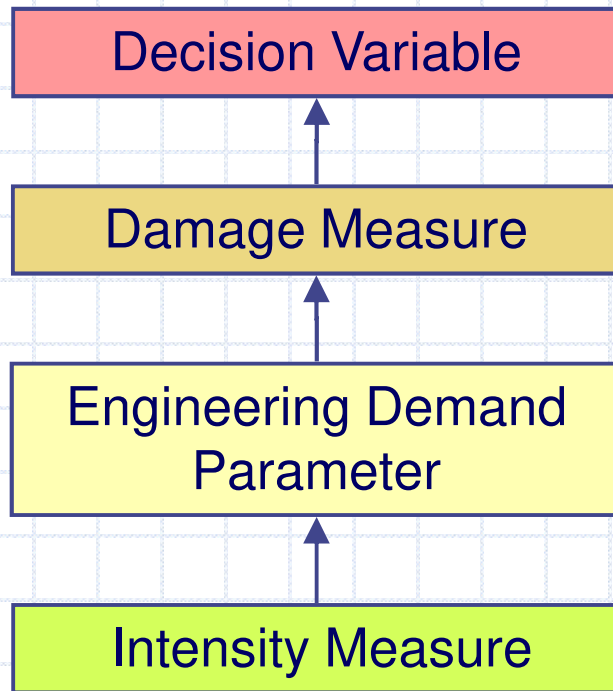 Decision Variable
Damage Measure
Engineering Demand
Parameter
Intensity Measure